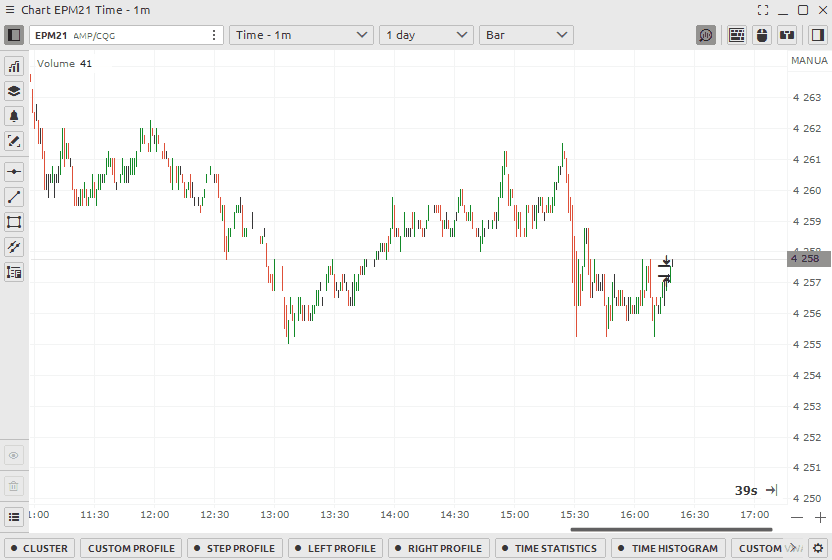 Chart EPM21 Time - 1m
EPM21 AMP/CQG Time - 1m 1 day Bar
Volume 41
MANUA
4 263
4 262
4 261
4 260
4 259
4 258
4 258
4 257
4 256
4 255
4 254
4 253
4 252
4 251
4 250
39s
1:00 11:30 12:00 12:30 13:00 13:30 14:00 14:30 15:00 15:30 16:00 16:30 17:00
CLUSTER CUSTOM PROFILE STEP PROFILE LEFT PROFILE RIGHT PROFILE TIME STATISTICS TIME HISTOGRAM CUSTOM